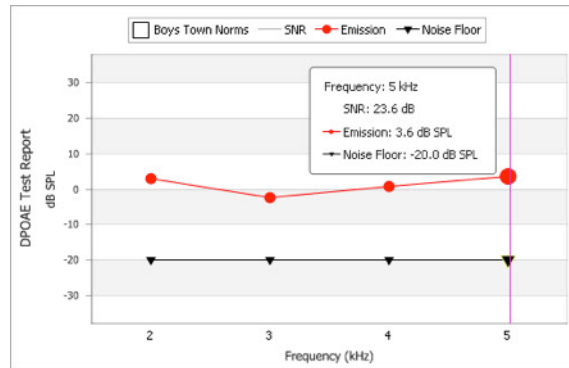 Boys Town Norms SNR Emission Noise Floor
Frequency: 5 kHz
SNR: 23.6 dB
Emission: 3.6 dB SPL
Noise Floor: -20.0 dB SPL
DPOAE Test Report
dB SPL
30
20
10
0
-10
-20
-30
2 3 4 5
Frequency (kHz)